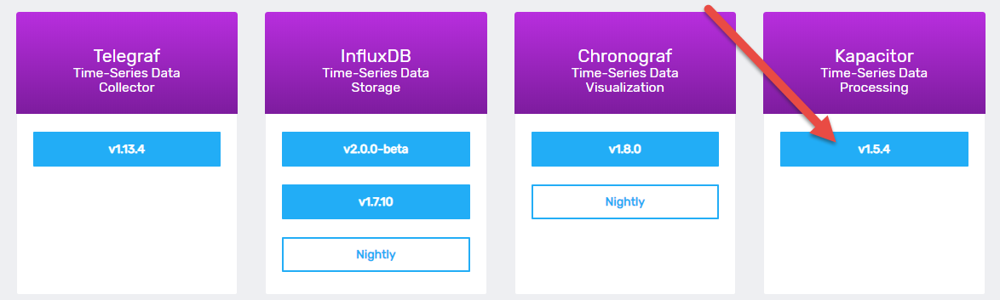 Telegraf
Time-Series Data
Collector
v1.13.4
InfluxDB
Time-Series Data
Storage
v2.0.0-beta
v1.7.10
Nightly
Chronograf
Time-Series Data
Visualization
v1.8.0
Nightly
Kapacitor
Time-Series Data
Processing
v1.5.4